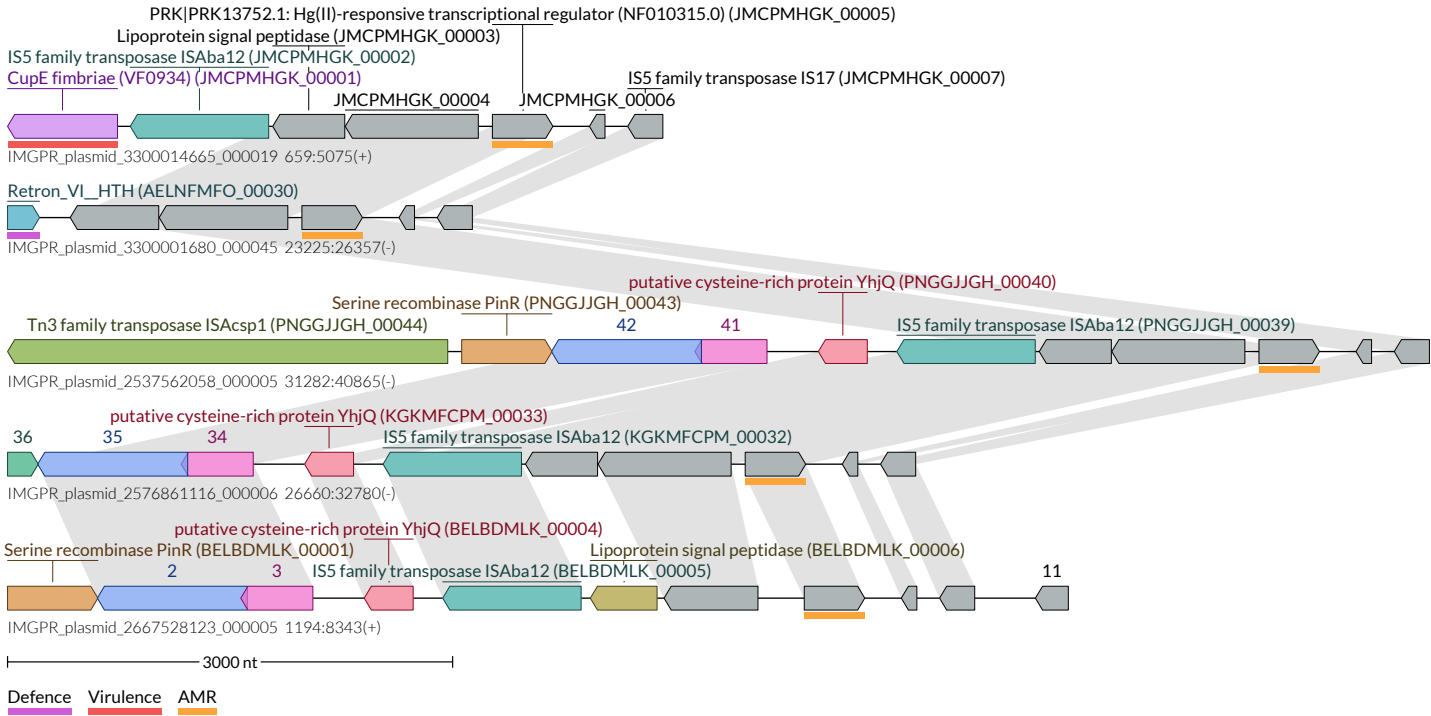 PRK|PRK13752.1: Hg(II)-responsive transcriptional regulator (NF010315.0) (JMCPMHGK_00005)
Lipoprotein signal peptidase (JMCPMHGK_00003)
IS5 family transposase ISAba12 (JMCPMHGK_00002)
CupE fimbriae (VF0934) (JMCPMHGK_00001)
IS5 family transposase IS17 (JMCPMHGK_00007)
JMCPMHGK_00004
JMCPMHGK_00006
IMGPR_plasmid_3300014665_000019 659:5075(+)
Retron_VI__HTH (AELNFMFO_00030)
IMGPR_plasmid_3300001680_000045 23225:26357(-)
putative cysteine-rich protein YhjQ (PNGGJJGH_00040)
Serine recombinase PinR (PNGGJJGH_00043)
Tn3 family transposase ISAcsp1 (PNGGJJGH_00044)
42
41
IS5 family transposase ISAba12 (PNGGJJGH_00039)
IMGPR_plasmid_2537562058_000005 31282:40865(-)
putative cysteine-rich protein YhjQ (KGKMFCPM_00033)
36
35
34
IS5 family transposase ISAba12 (KGKMFCPM_00032)
IMGPR_plasmid_2576861116_000006 26660:32780(-)
putative cysteine-rich protein YhjQ (BELBDMLK_00004)
Serine recombinase PinR (BELBDMLK_00001)
Lipoprotein signal peptidase (BELBDMLK_00006)
2
3
IS5 family transposase ISAba12 (BELBDMLK_00005)
11
IMGPR_plasmid_2667528123_000005 1194:8343(+)
3000 nt
Defence Virulence AMR